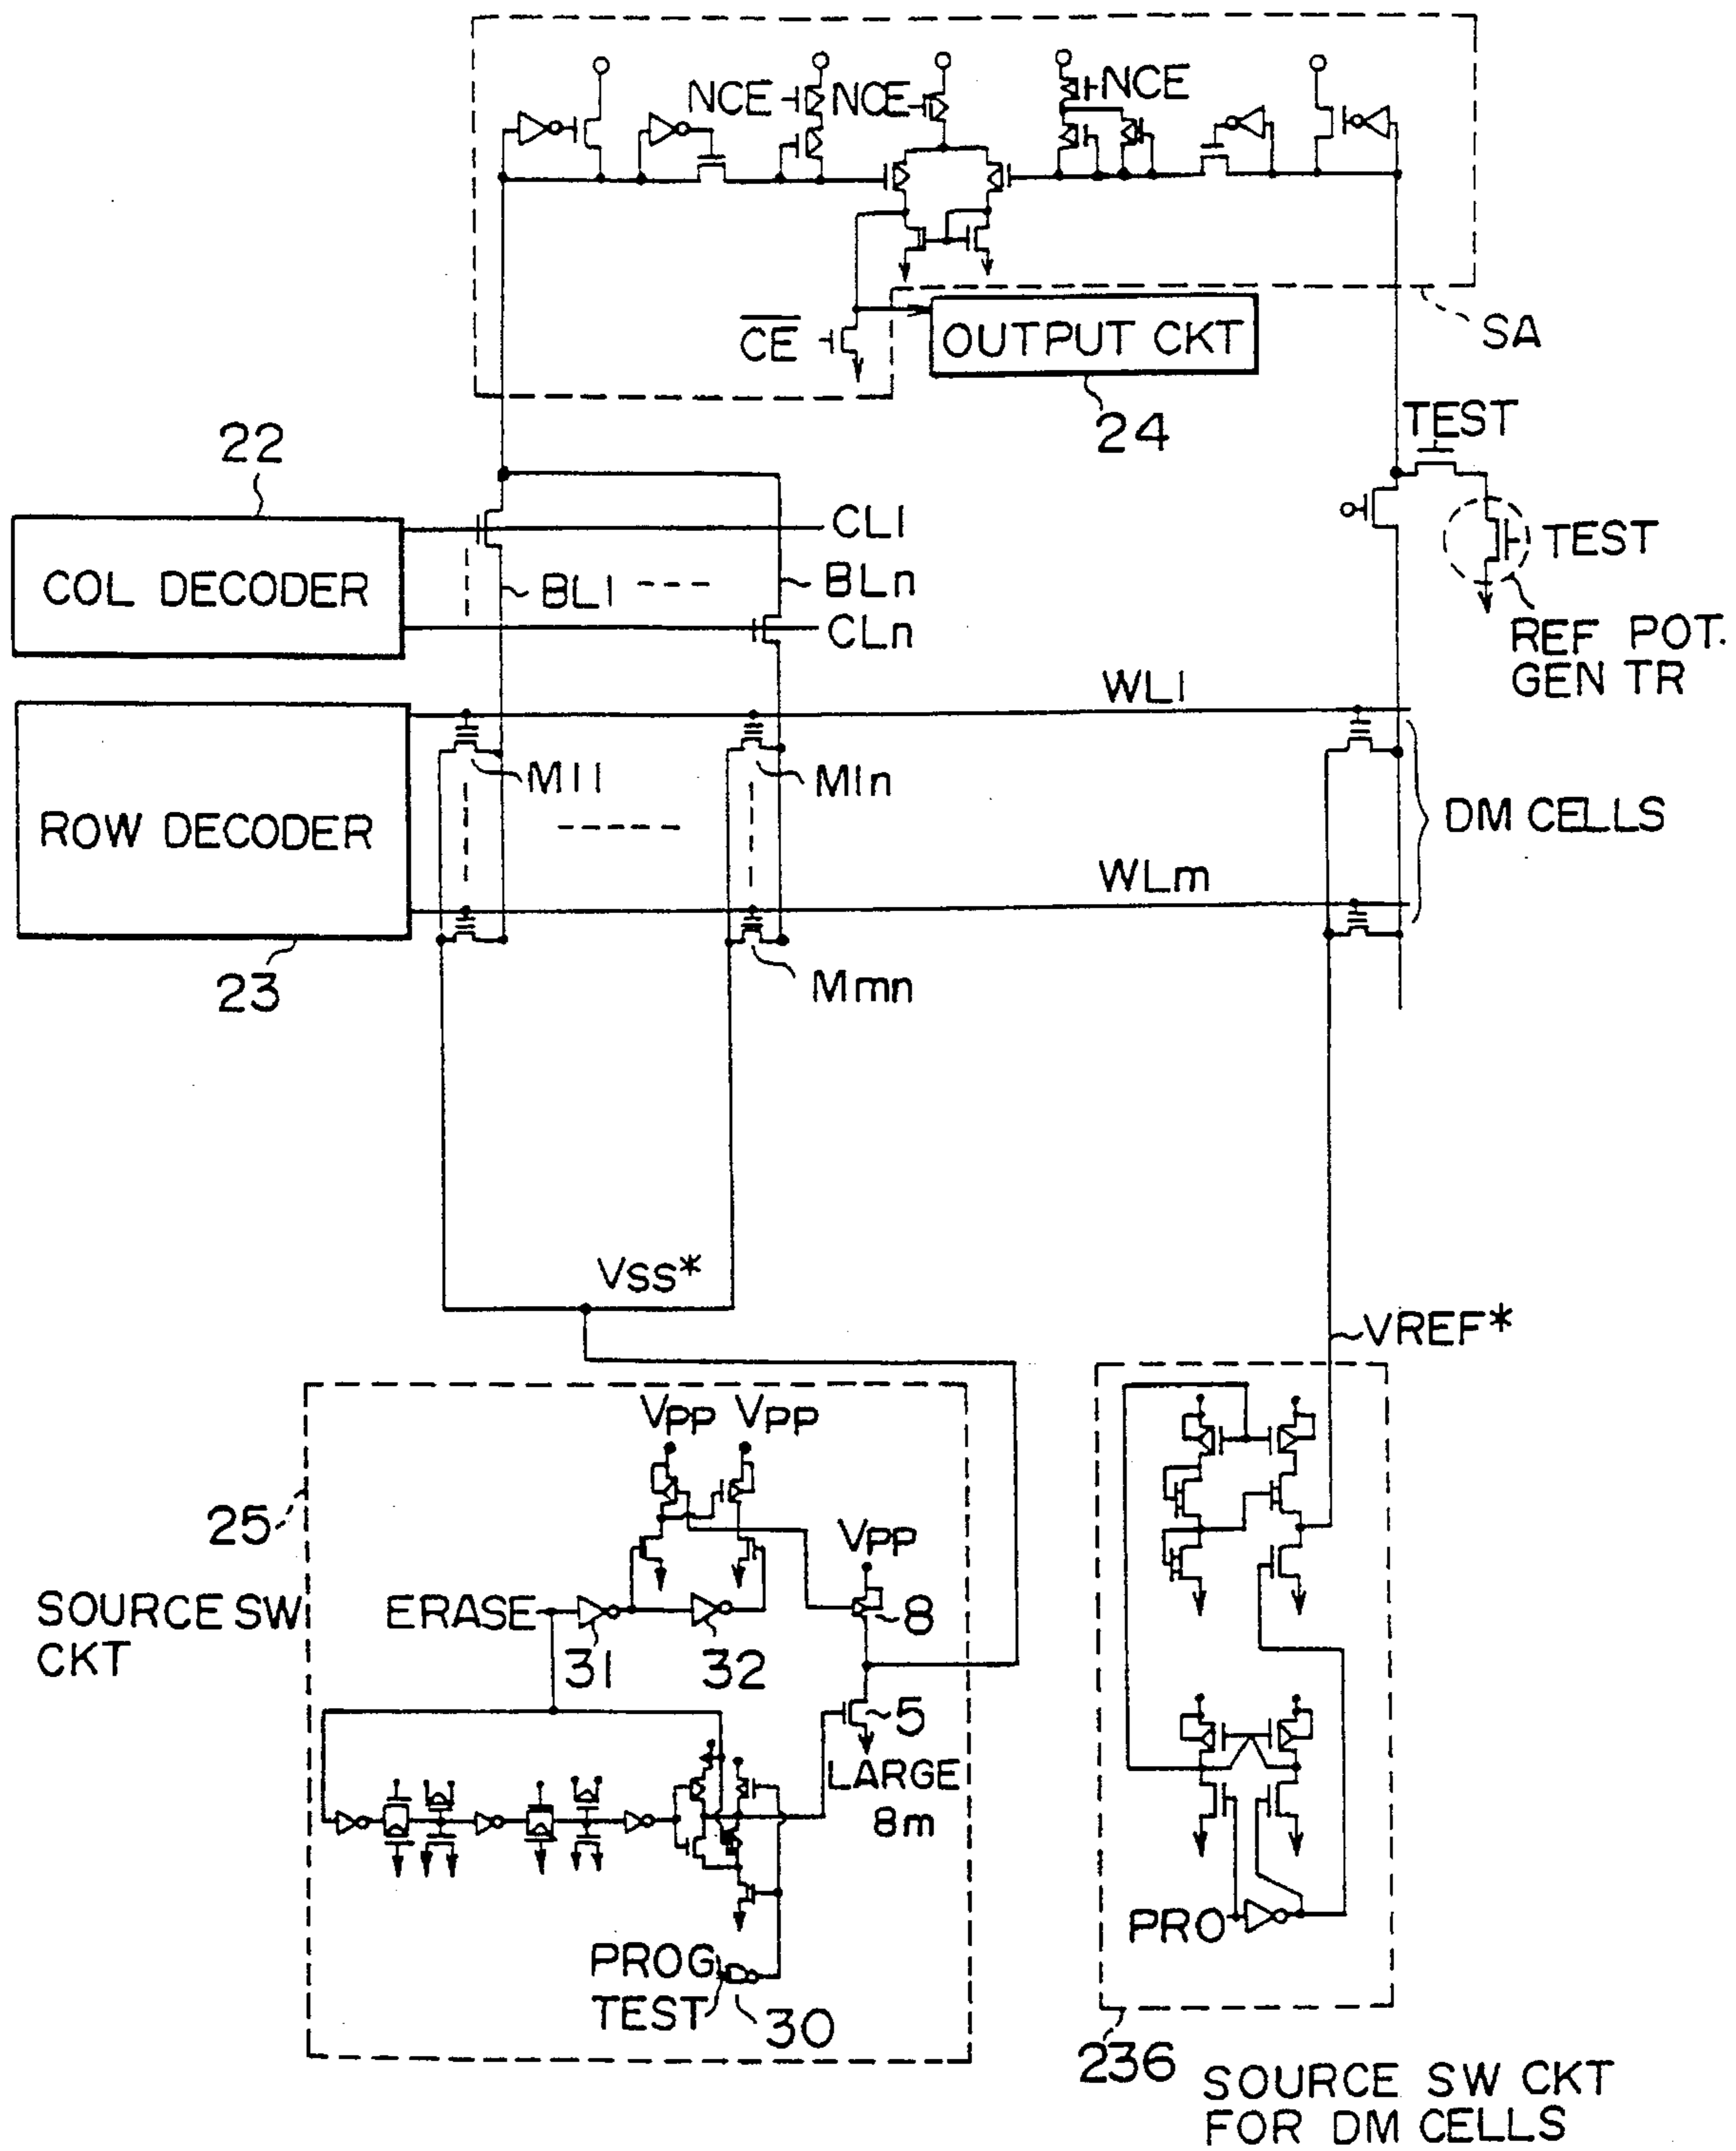 NCE
NCE
NCE
CE
OUTPUT CKT
SA
24
TEST
22
CL1
COL DECODER
BL1
BLn
TEST
CLn
REF POT.
GEN TR
WL1
M11
M1n
ROW DECODER
DM CELLS
WLm
23
Mmn
VSS*
VREF*
VPP
VPP
25
VPP
SOURCE SW
CKT
ERASE
8
31
32
5
LARGE
8m
PRO
PROG
TEST
30
236
SOURCE SW CKT
FOR DM CELLS